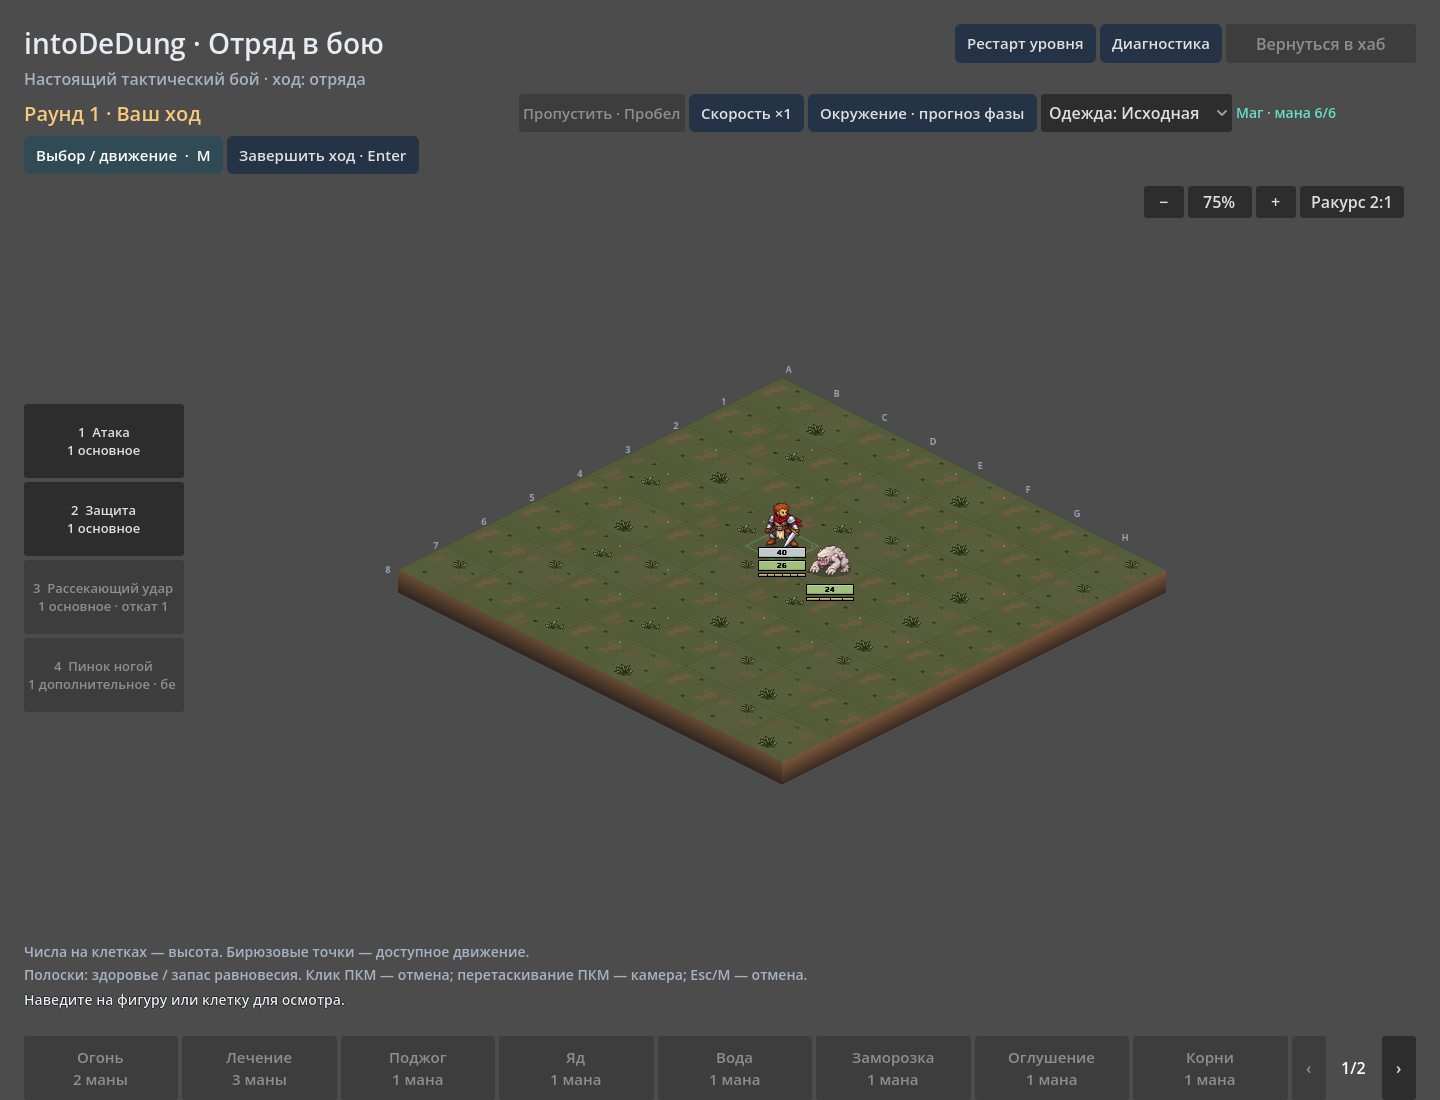 intoDeDung · Отряд в бою
Рестарт уровня
Диагностика
Вернуться в хаб
Настоящий тактический бой · ход: отряда
Раунд 1 · Ваш ход
Пропустить · Пробел
Скорость ×1
Окружение · прогноз фазы
Одежда: Исходная
Маг · мана 6/6
Выбор / движение · M
Завершить ход · Enter
−
75%
+
Ракурс 2:1
A
B
C
D
E
F
G
H
1
2
3
4
5
6
7
8
40
26
24
1 Атака
1 основное
2 Защита
1 основное
3 Рассекающий удар
1 основное · откат 1
4 Пинок ногой
1 дополнительное · бе
Числа на клетках — высота. Бирюзовые точки — доступное движение.
Полоски: здоровье / запас равновесия. Клик ПКМ — отмена; перетаскивание ПКМ — камера; Esc/M — отмена.
Наведите на фигуру или клетку для осмотра.
Огонь
2 маны
Лечение
3 маны
Поджог
1 мана
Яд
1 мана
Вода
1 мана
Заморозка
1 мана
Оглушение
1 мана
Корни
1 мана
‹
1/2
›